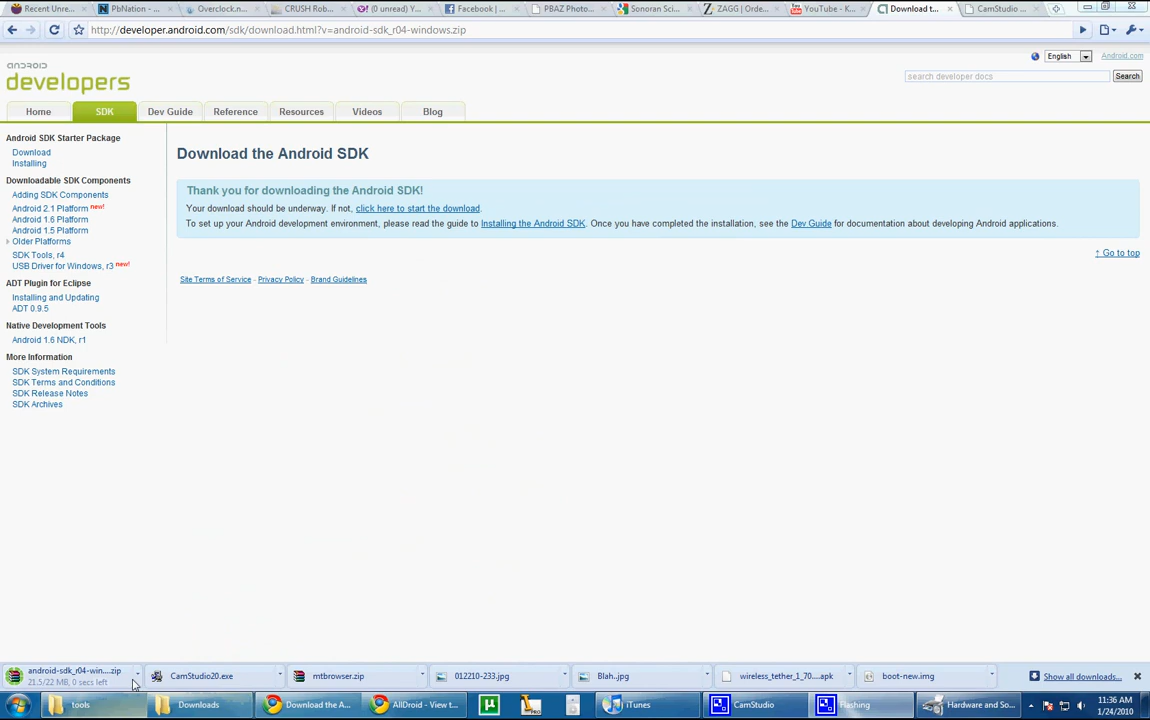 Recent Unre...
PbNation - ...
Overclock.n...
CRUSH Rob...
(0 unread) Y...
Facebook | ...
PBAZ Photo...
Sonoran Sci...
ZAGG | Orde...
YouTube - K...
Download t...
CamStudio ...
http://developer.android.com/sdk/download.html?v=android-sdk_r04-windows.zip
English
Android.com
ANDROID
developers
search developer docs
Search
Home
SDK
Dev Guide
Reference
Resources
Videos
Blog
Android SDK Starter Package
Download
Installing
Downloadable SDK Components
Adding SDK Components
Android 2.1 Platform new!
Android 1.6 Platform
Android 1.5 Platform
Older Platforms
SDK Tools, r4
USB Driver for Windows, r3 new!
ADT Plugin for Eclipse
Installing and Updating
ADT 0.9.5
Native Development Tools
Android 1.6 NDK, r1
More Information
SDK System Requirements
SDK Terms and Conditions
SDK Release Notes
SDK Archives
Download the Android SDK
Thank you for downloading the Android SDK!
Your download should be underway. If not, click here to start the download.
To set up your Android development environment, please read the guide to Installing the Android SDK. Once you have completed the installation, see the Dev Guide for documentation about developing Android applications.
↑ Go to top
Site Terms of Service - Privacy Policy - Brand Guidelines
android-sdk_r04-win....zip
21.5/22 MB, 0 secs left
CamStudio20.exe
mtbrowser.zip
012210-233.jpg
Blah..jpg
wireless_tether_1_70....apk
boot-new.img
Show all downloads...
tools
Downloads
Download the A...
AllDroid - View t...
iTunes
CamStudio
Flashing
Hardware and So...
11:36 AM
1/24/2010